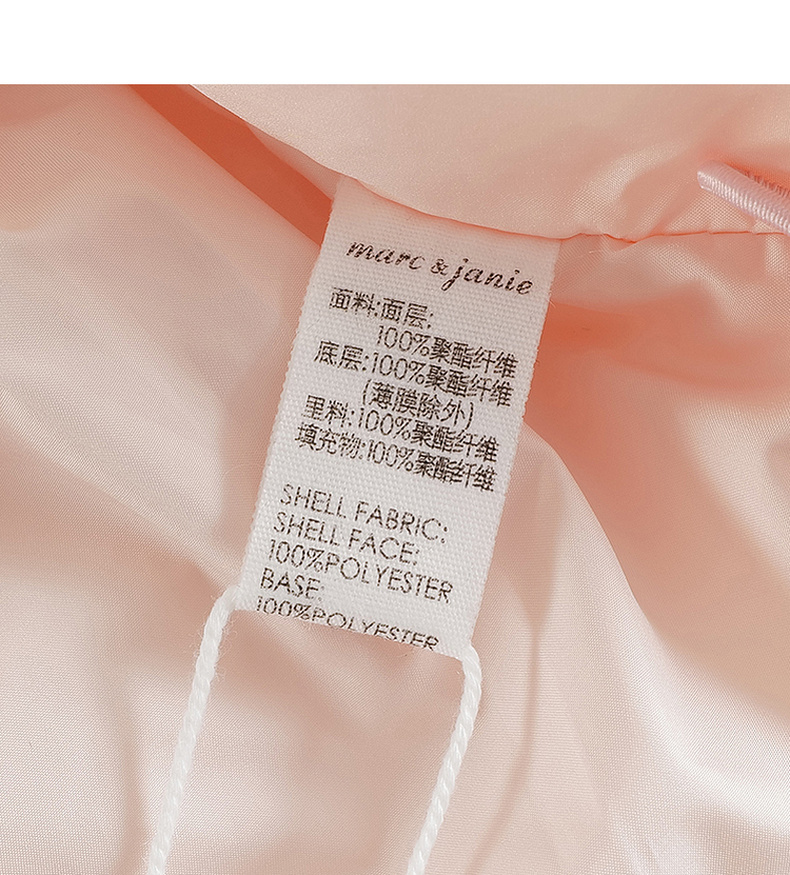 marc & janie
面料:面层:
100%聚酯纤维
底层:100%聚酯纤维
(薄膜除外)
里料:100%聚酯纤维
填充物:100%聚酯纤维
SHELL FABRIC:
SHELL FACE:
100%POLYESTER
BASE:
100%POLYESTER